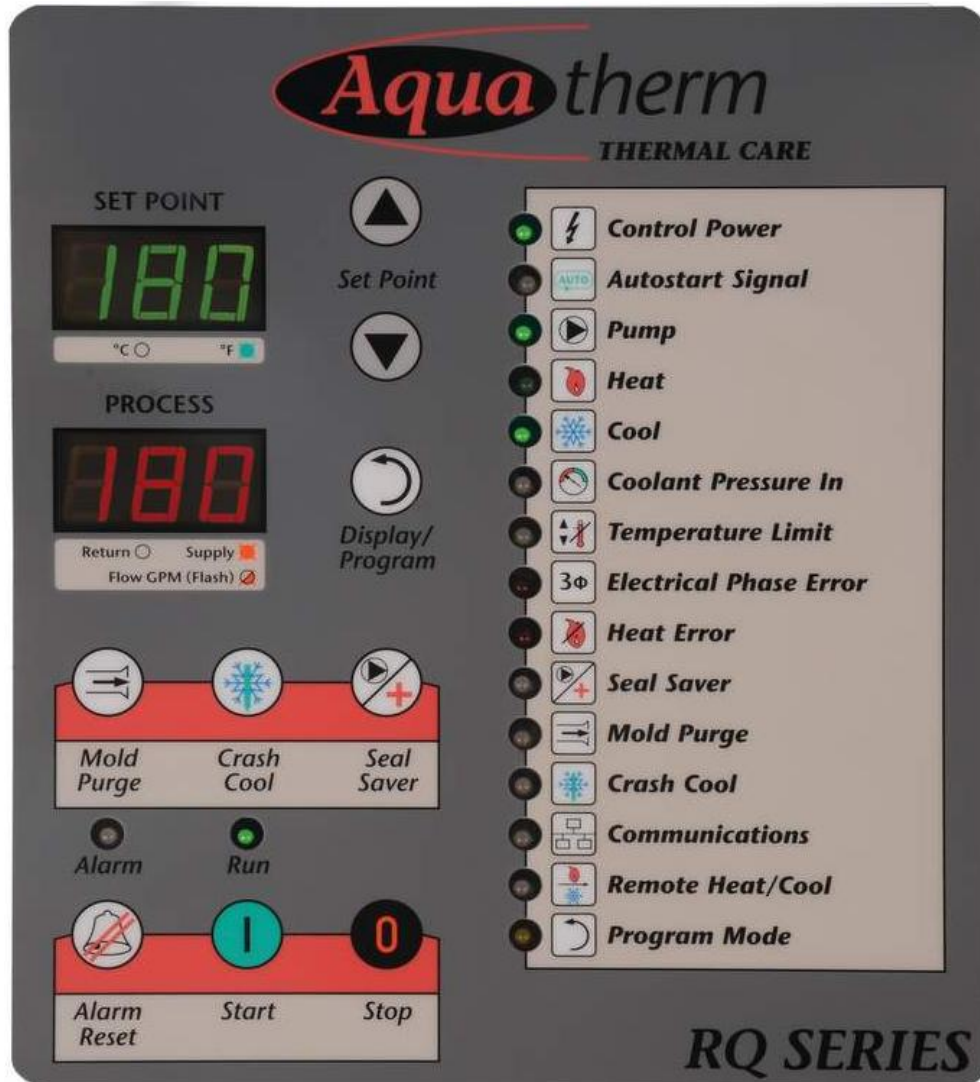 Aqua therm
THERMAL CARE
SET POINT
180
°C °F
Set Point
PROCESS
180
Return Supply
Flow GPM (Flash)
Display/
Program
Control Power
AUTO
Autostart Signal
Pump
Heat
Cool
Coolant Pressure In
Temperature Limit
3Φ
Electrical Phase Error
Heat Error
Seal Saver
Mold Purge
Crash Cool
Communications
Remote Heat/Cool
Program Mode
Mold
Purge
Crash
Cool
Seal
Saver
Alarm
Run
I
0
Alarm
Reset
Start
Stop
RQ SERIES